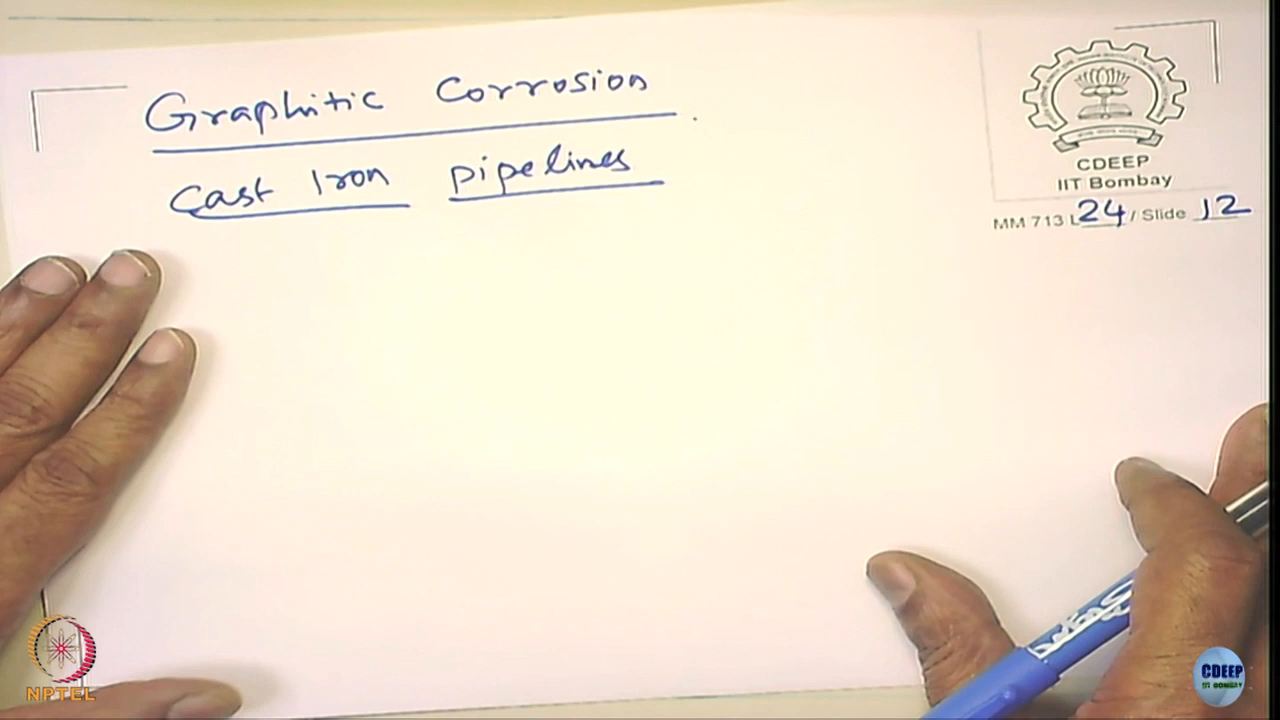 Graphitic Corrosion
Cast Iron pipelines
CDEEP
IIT Bombay
MM 713 L24 / Slide 12
NPTEL
CDEEP
IIT BOMBAY